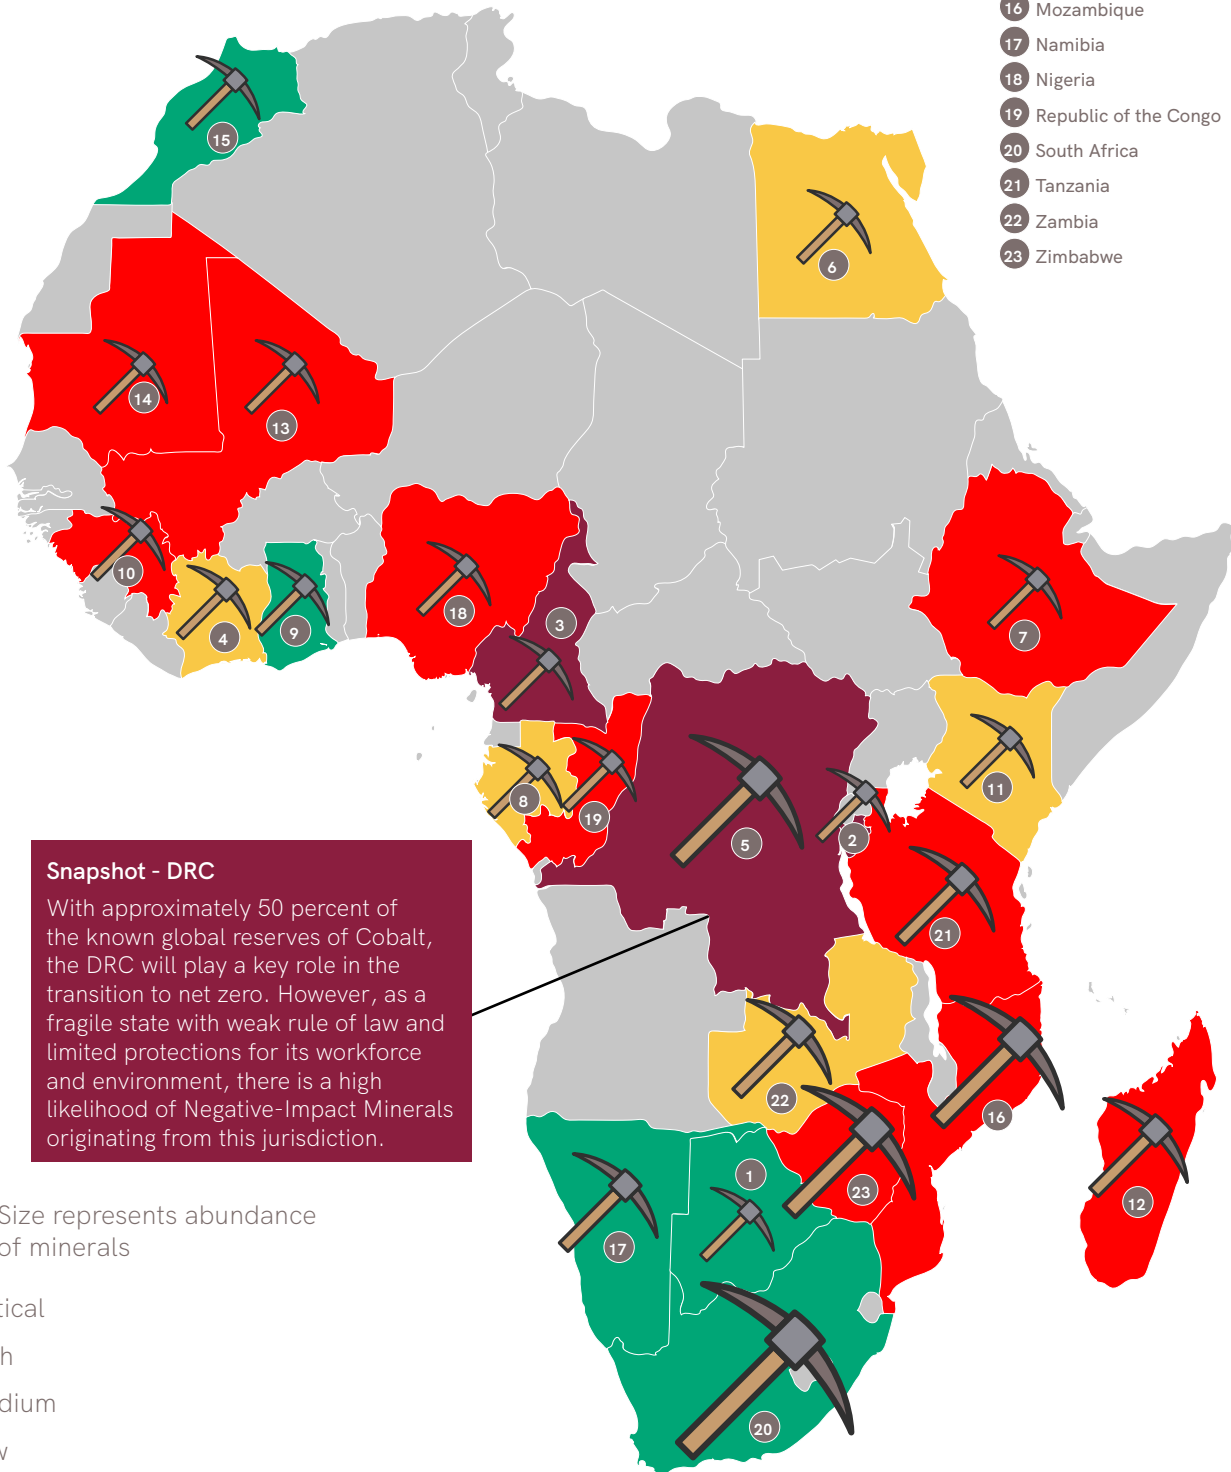 16 Mozambique
17 Namibia
18 Nigeria
19 Republic of the Congo
20 South Africa
21 Tanzania
22 Zambia
23 Zimbabwe
15
6
14
13
10
4
9
18
3
7
8
19
5
2
11
21
Snapshot - DRC
With approximately 50 percent of
the known global reserves of Cobalt,
the DRC will play a key role in the
transition to net zero. However, as a
fragile state with weak rule of law and
limited protections for its workforce
and environment, there is a high
likelihood of Negative-Impact Minerals
originating from this jurisdiction.
22
16
1
23
12
17
20
Size represents abundance
of minerals
tical
h
dium
w